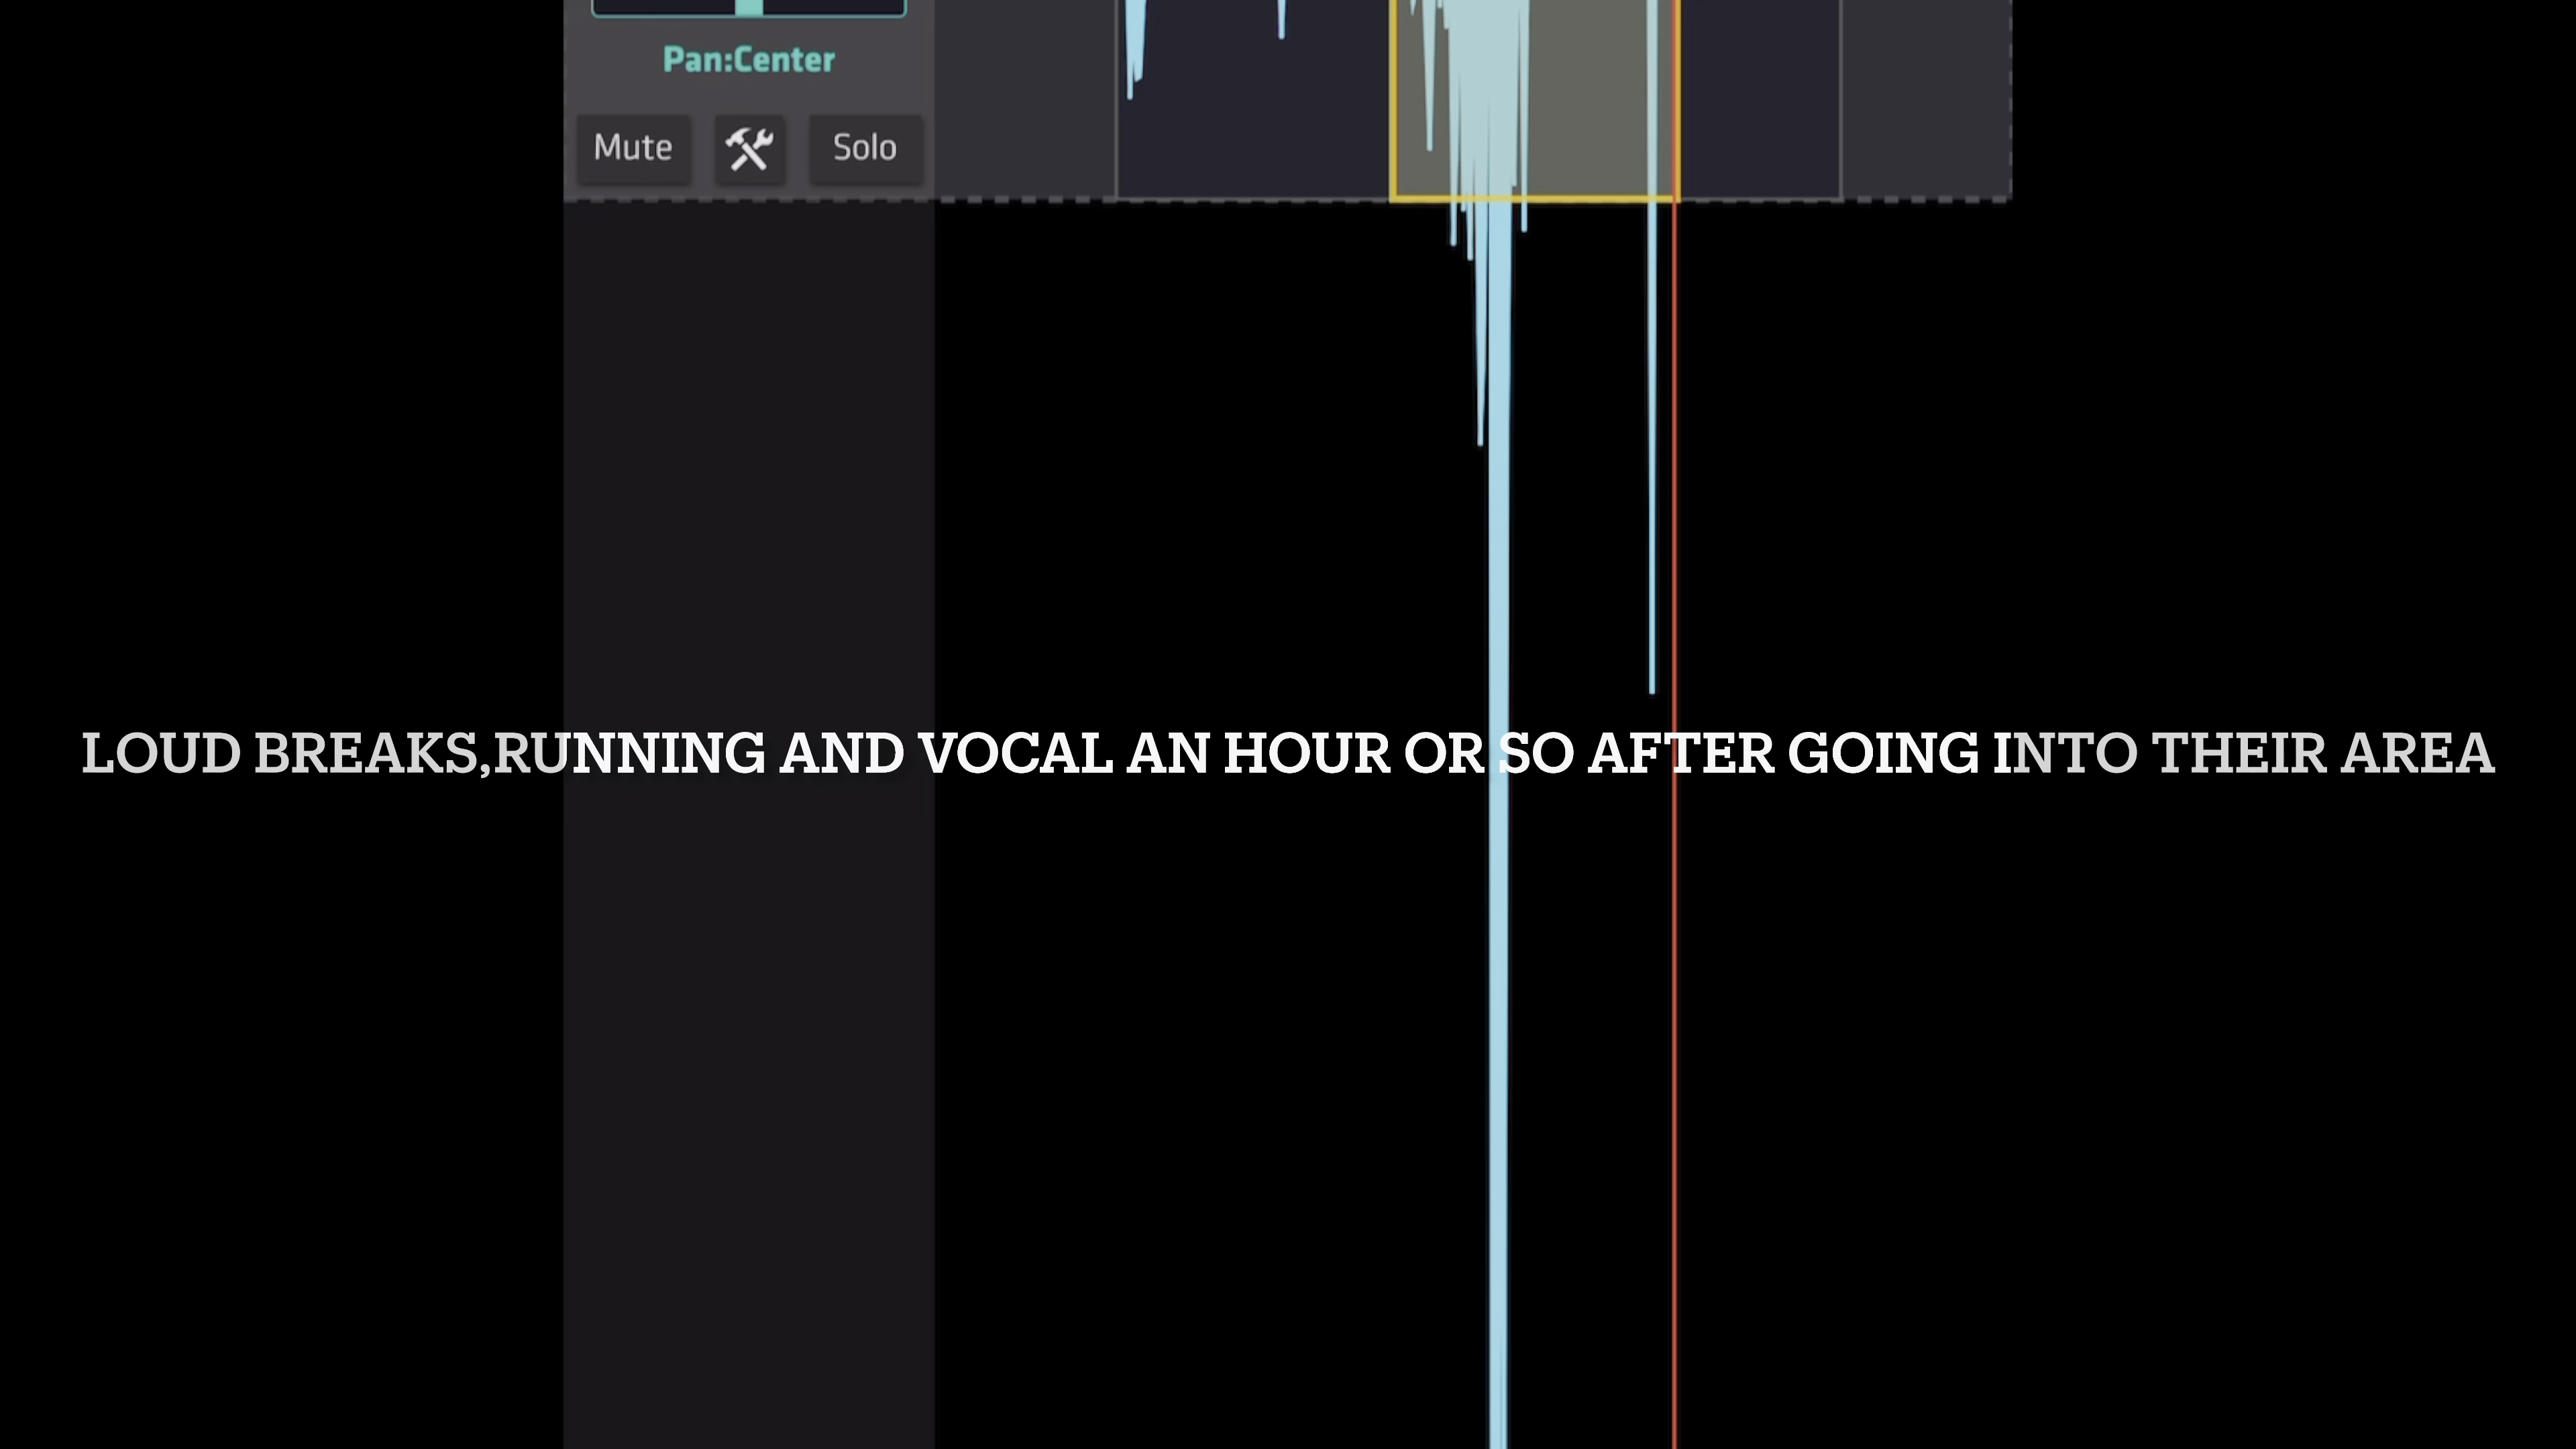 Pan:Center
Mute Solo
LOUD BREAKS,RUNNING AND VOCAL AN HOUR OR SO AFTER GOING INTO THEIR AREA